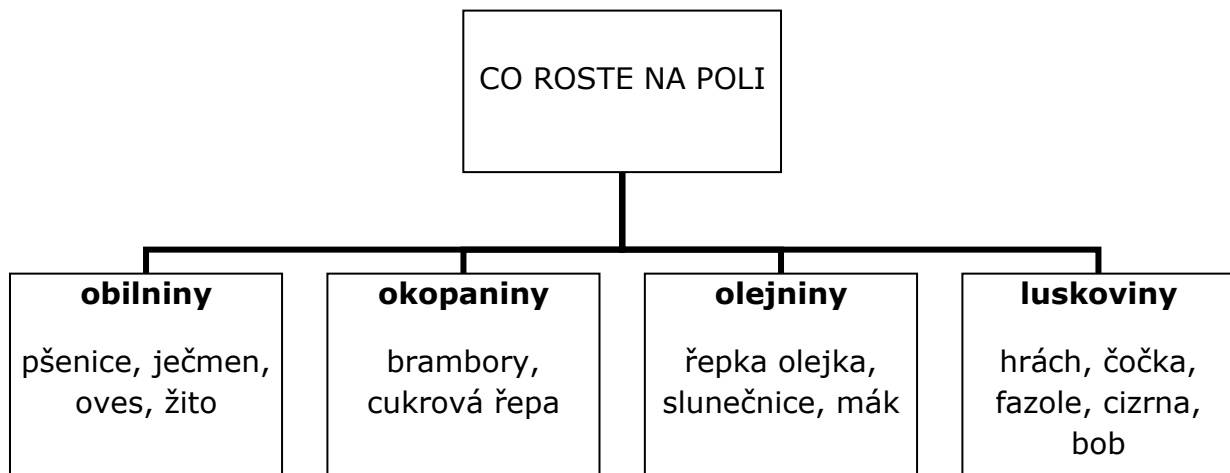 CO ROSTE NA POLI
obilniny
pšenice, ječmen,
oves, žito
okopaniny
brambory,
cukrová řepa
olejniny
řepka olejka,
slunečnice, mák
luskoviny
hrách, čočka,
fazole, cizrna,
bob